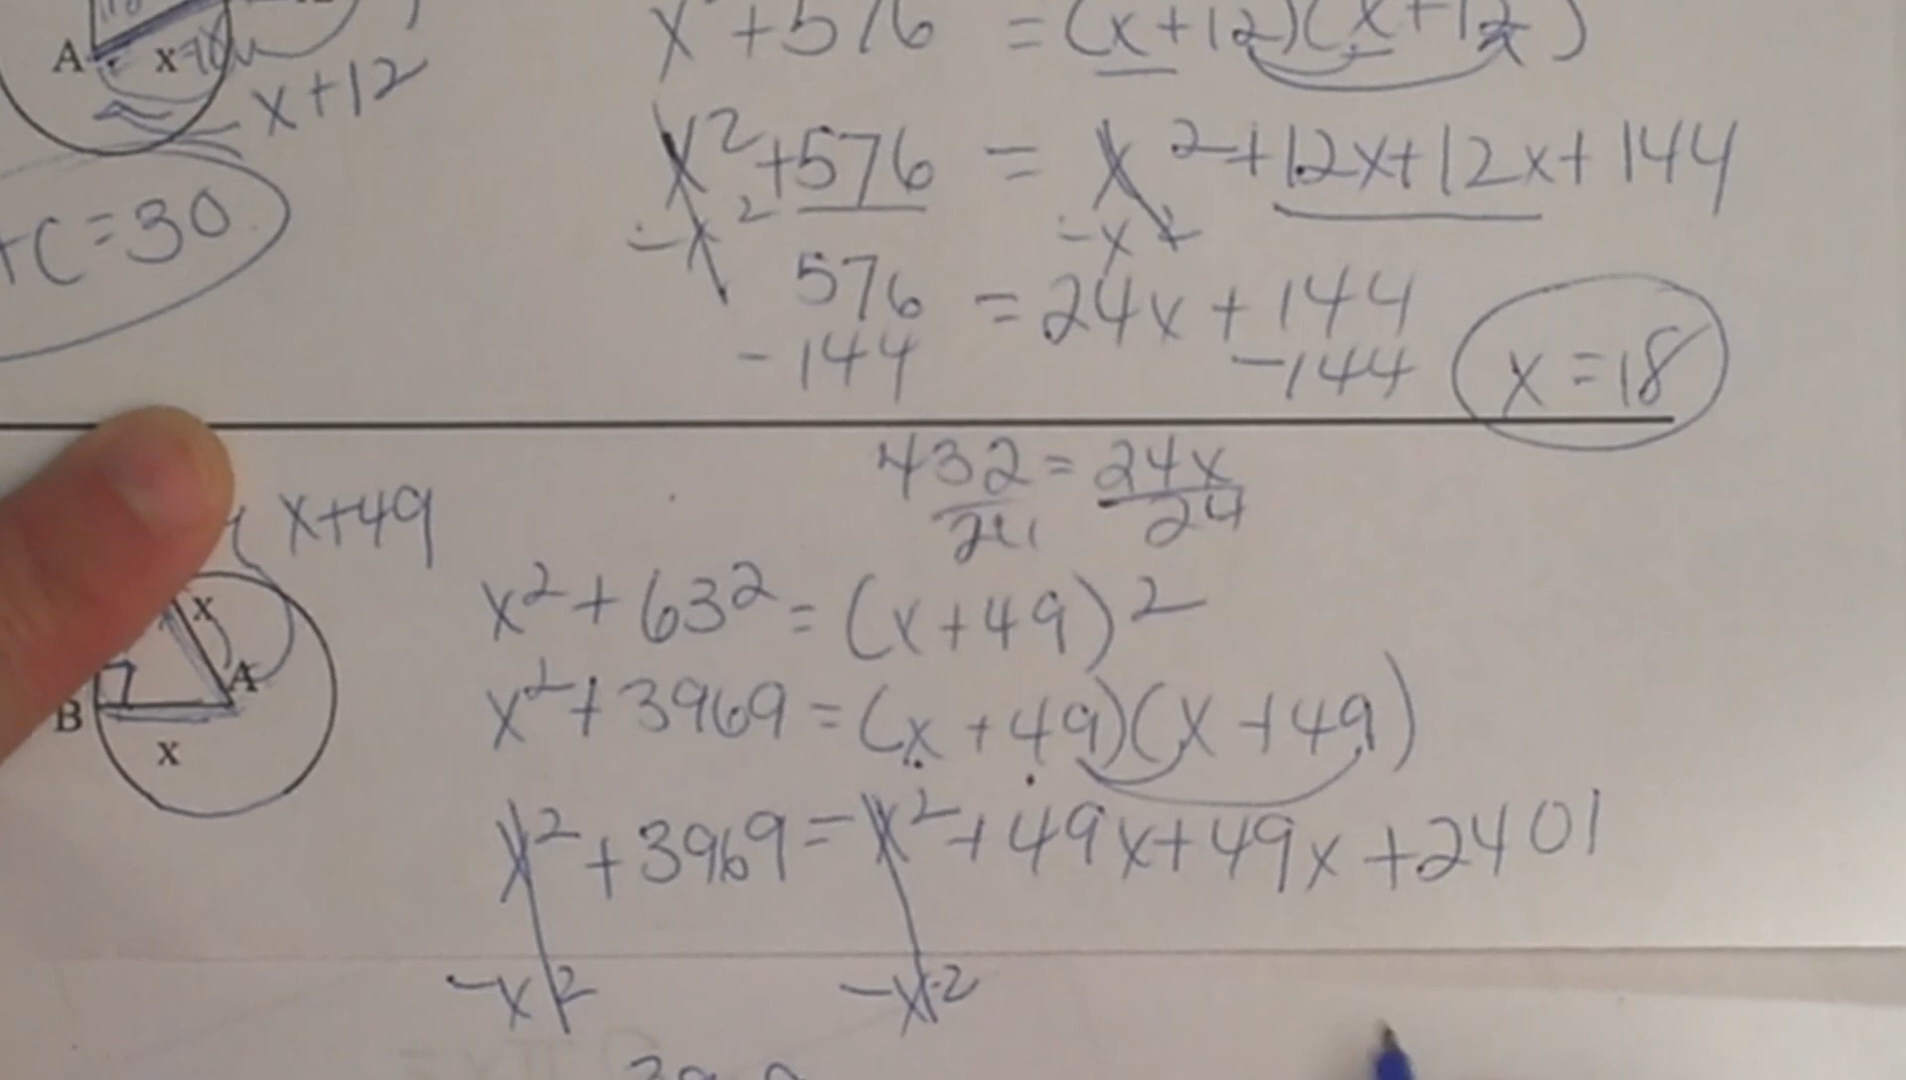 x² + 576 = (x+12)(x+12)
A x
x+12
x² + 576 = x² + 12x + 12x + 144
-x² -x²
+C = 30
576 = 24x + 144
-144 -144
x = 18
432 = 24x
24 24
x+49
x² + 63² = (x+49)²
x
A
B
x
x² + 3969 = (x + 49)(x + 49)
x² + 3969 = x² + 49x + 49x + 2401
-x² -x²